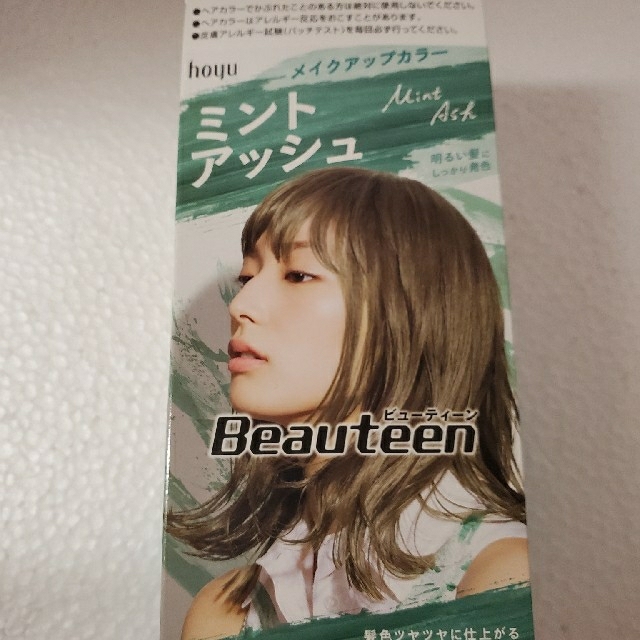 ●ヘアカラーでかぶれたことのある方は絶対に使用しないでください。
●ヘアカラーはアレルギー反応をおこすことがあります。
●皮膚アレルギー試験(パッチテスト)を毎回必ず行ってください。
hoyu
メイクアップカラー
ミント
アッシュ
Mint
Ash
明るい髪に
しっかり発色
ビューティーン
Beauteen
髪色ツヤツヤに仕上がる